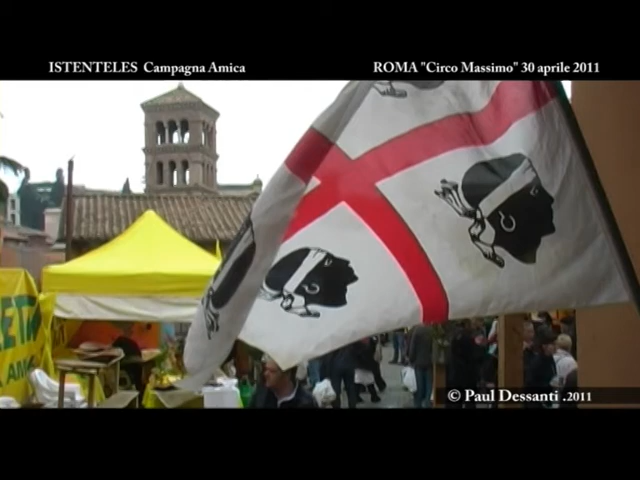 ISTENTELES Campagna Amica
ROMA "Circo Massimo" 30 aprile 2011
© Paul Dessanti .2011